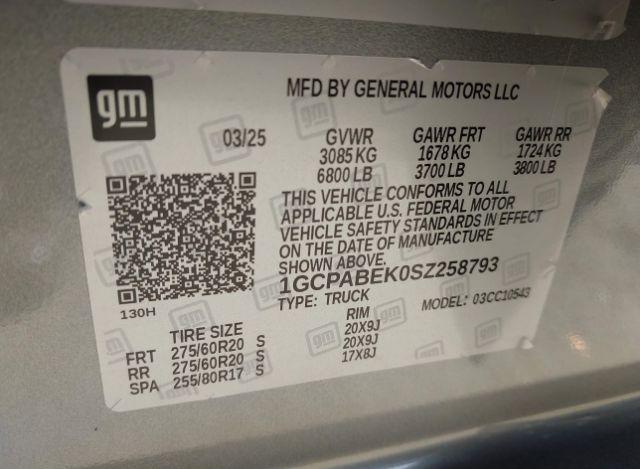 gm
MFD BY GENERAL MOTORS LLC
03/25 GVWR GAWR FRT GAWR RR
3085 KG 1678 KG 1724 KG
6800 LB 3700 LB 3800 LB
THIS VEHICLE CONFORMS TO ALL
APPLICABLE U.S. FEDERAL MOTOR
VEHICLE SAFETY STANDARDS IN EFFECT
ON THE DATE OF MANUFACTURE
SHOWN ABOVE.
1GCPABEK0SZ258793
TYPE: TRUCK MODEL: 03CC10543
130H
TIRE SIZE RIM
FRT 275/60R20 S 20X9J
RR 275/60R20 S 20X9J
SPA 255/80R17 S 17X8J